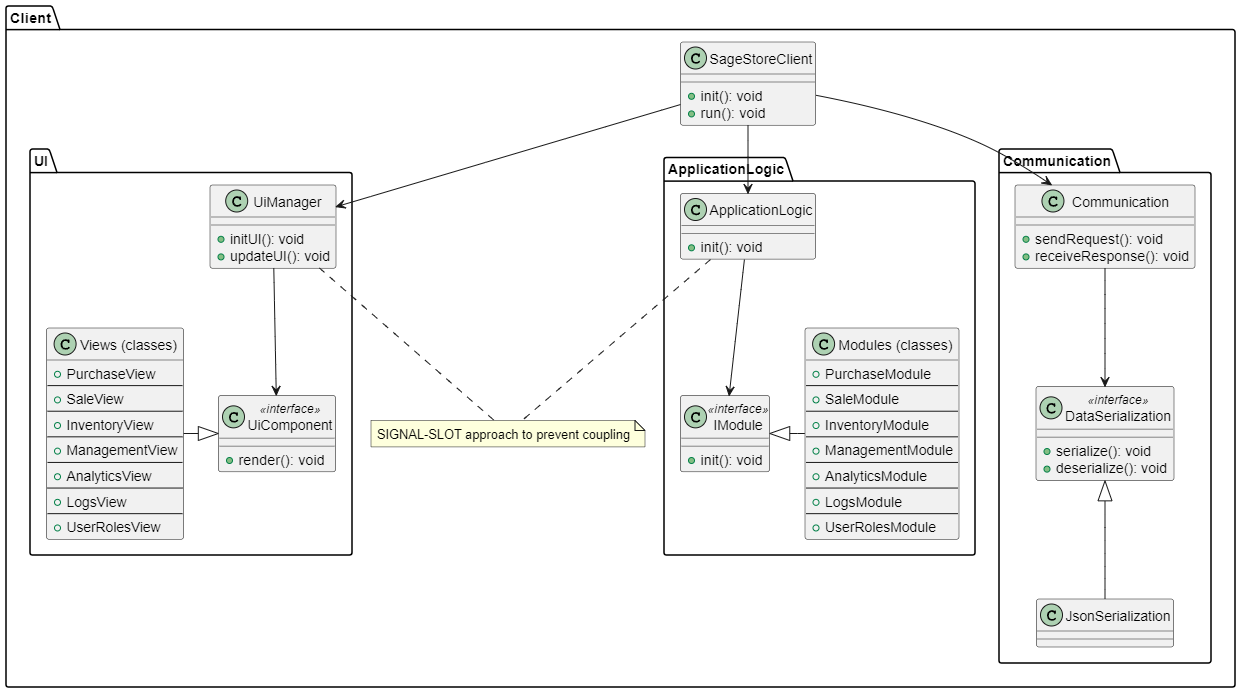 Client
C SageStoreClient
init(): void
run(): void
UI
C UiManager
initUI(): void
updateUI(): void
C Views (classes)
PurchaseView
SaleView
InventoryView
ManagementView
AnalyticsView
LogsView
UserRolesView
C «interface»
UiComponent
render(): void
SIGNAL-SLOT approach to prevent coupling
ApplicationLogic
C ApplicationLogic
init(): void
C «interface»
IModule
init(): void
C Modules (classes)
PurchaseModule
SaleModule
InventoryModule
ManagementModule
AnalyticsModule
LogsModule
UserRolesModule
Communication
C Communication
sendRequest(): void
receiveResponse(): void
C «interface»
DataSerialization
serialize(): void
deserialize(): void
C JsonSerialization